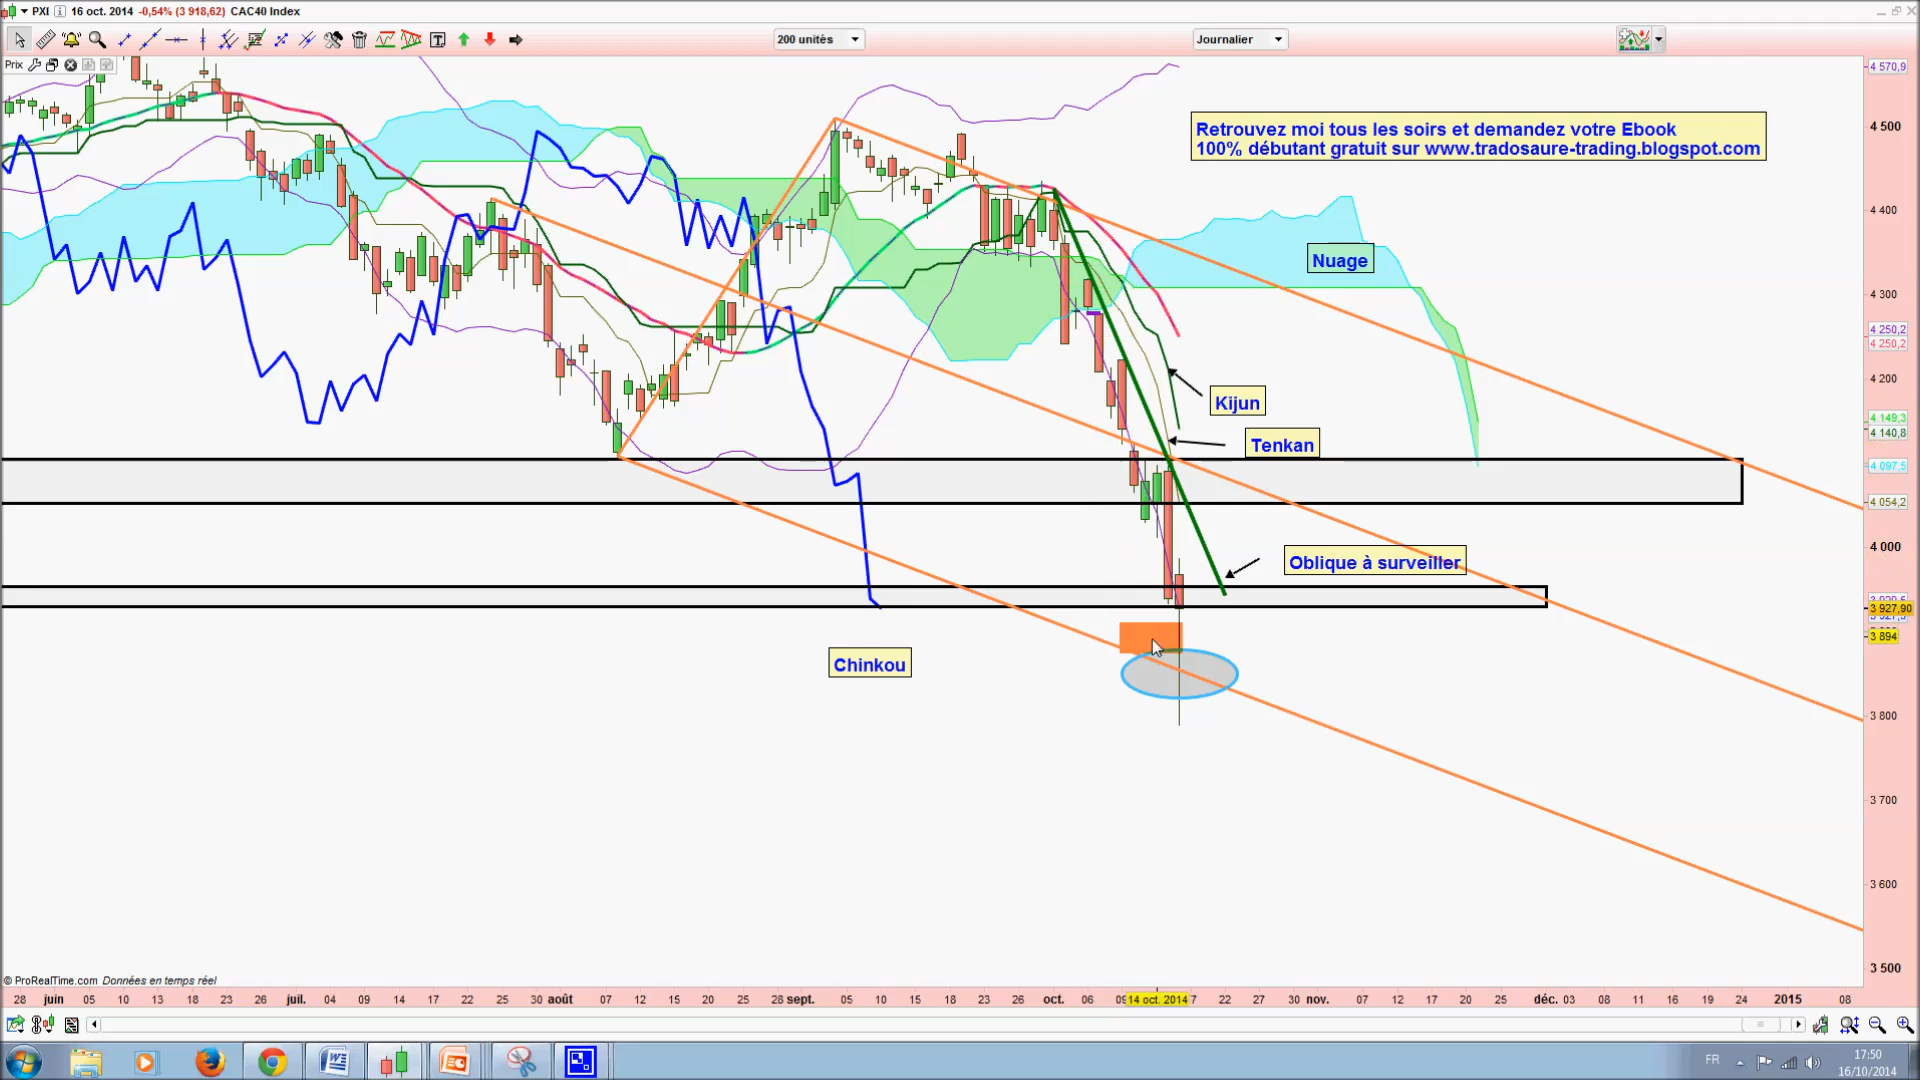 PXI 16 oct. 2014 -0,54% (3 918,62) CAC40 Index
200 unités
Journalier
Prix
4 570,9
4 500
Retrouvez moi tous les soirs et demandez votre Ebook
100% débutant gratuit sur www.tradosaure-trading.blogspot.com
4 400
Nuage
4 300
4 250,2
4 250,2
4 200
Kijun
4 149,3
4 140,8
Tenkan
4 097,5
4 054,2
4 000
Oblique à surveiller
3 927,90
3 894
Chinkou
3 800
3 700
3 600
3 500
© ProRealTime.com Données en temps réel
28 juin 05 10 13 18 23 26 juil. 04 09 14 17 22 25 30 août 07 12 15 20 25 28 sept. 05 10 15 18 23 26 oct. 06 09 14 oct. 2014 7 22 27 30 nov. 07 12 17 20 25 déc. 03 08 11 16 19 24 2015 08
FR
17:50
16/10/2014